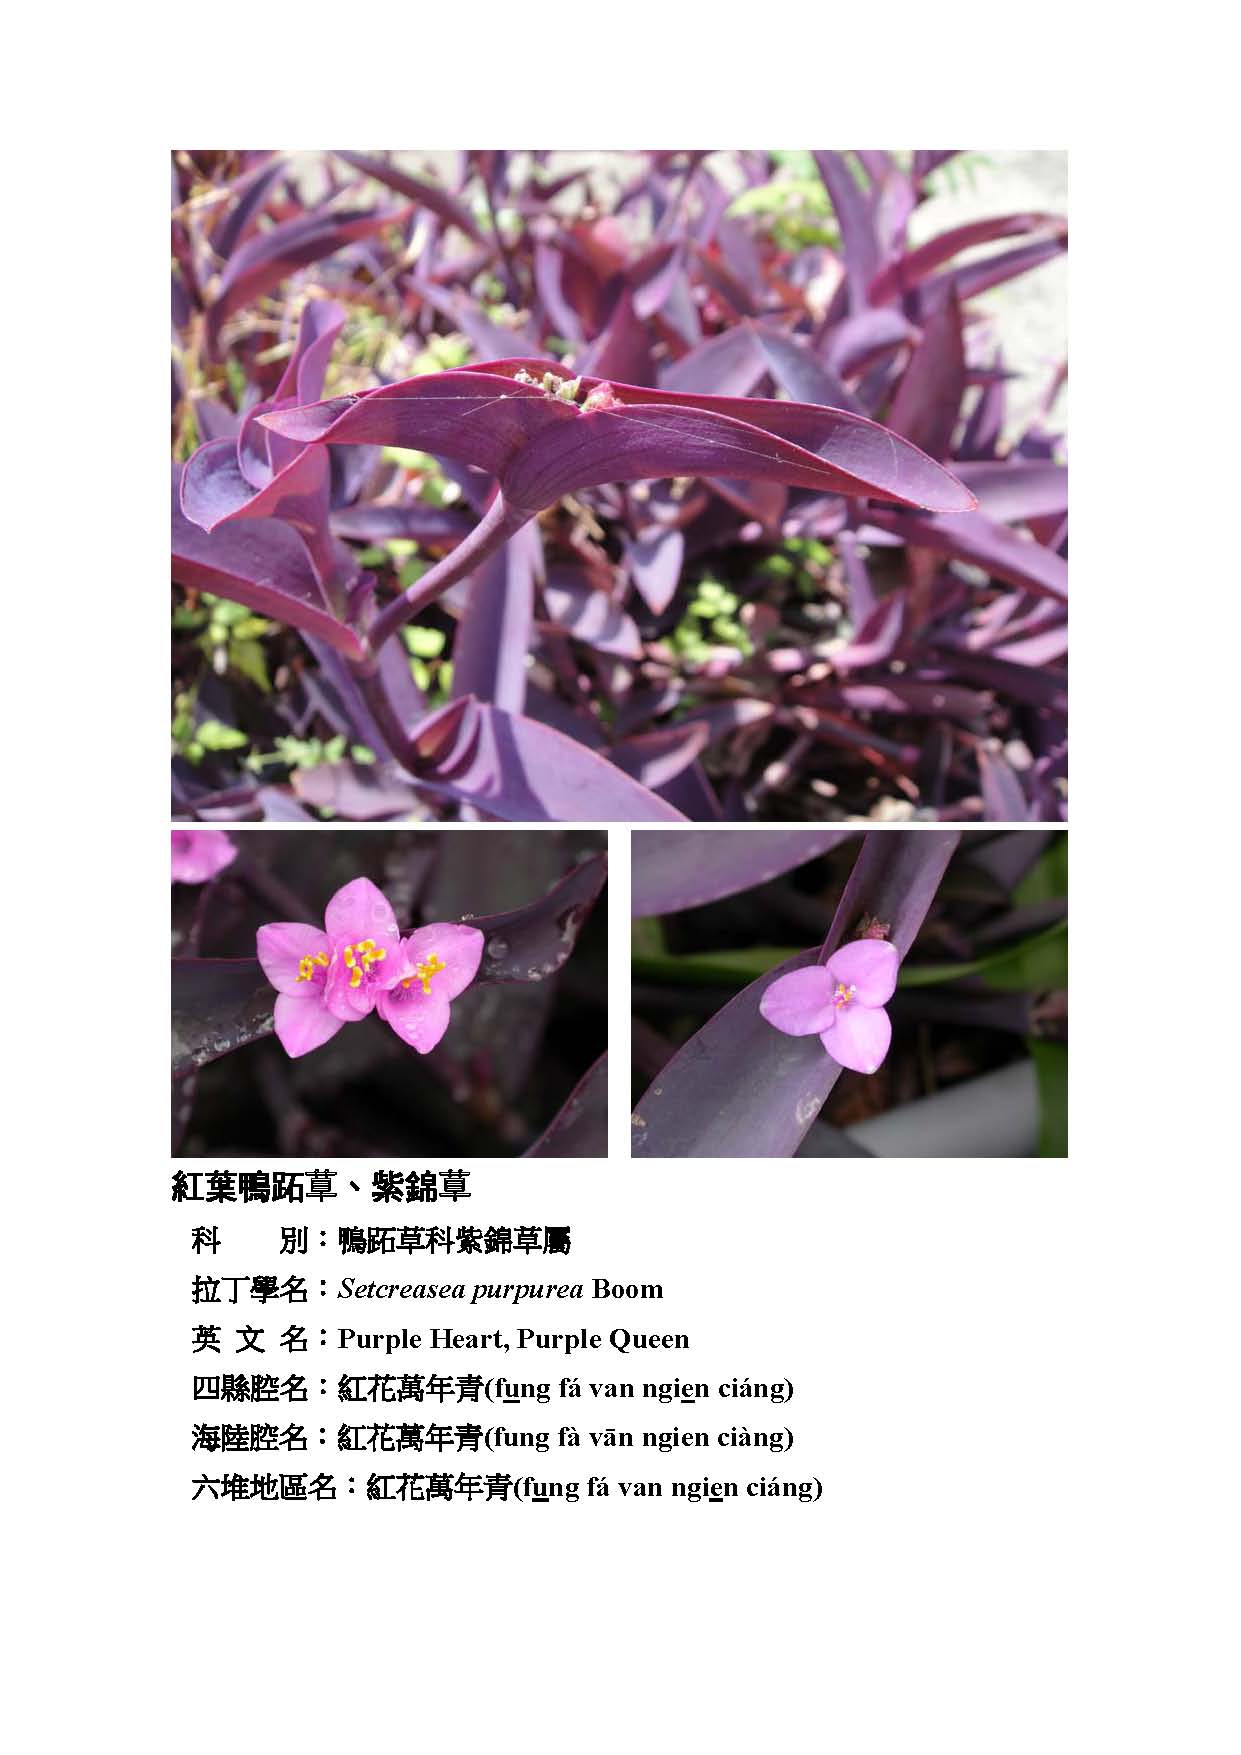 紅葉鴨跖草、紫錦草
科　　別：鴨跖草科紫錦草屬
拉丁學名：Setcreasea purpurea Boom
英 文 名：Purple Heart, Purple Queen
四縣腔名：紅花萬年青(fung fá van ngien ciáng)
海陸腔名：紅花萬年青(fung fà vān ngien ciàng)
六堆地區名：紅花萬年青(fung fá van ngien ciáng)